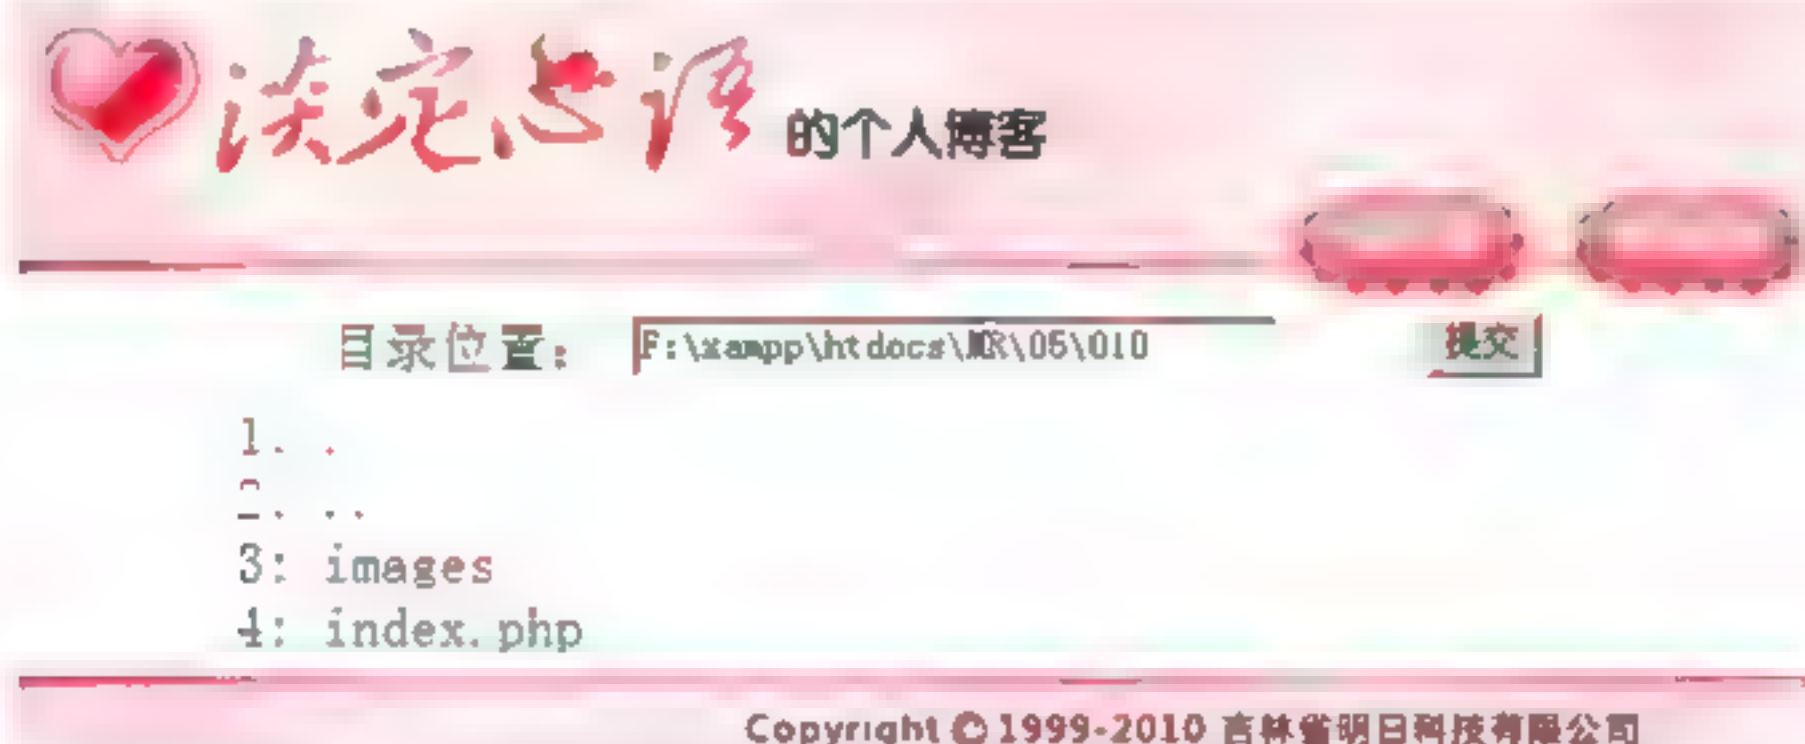 决定心语的个人博客
目录位置： F:\xampp\htdocs\MR\05\010 提交
1: .
2: ..
3: images
4: index.php
Copyright © 1999-2010 吉林省明日科技有限公司